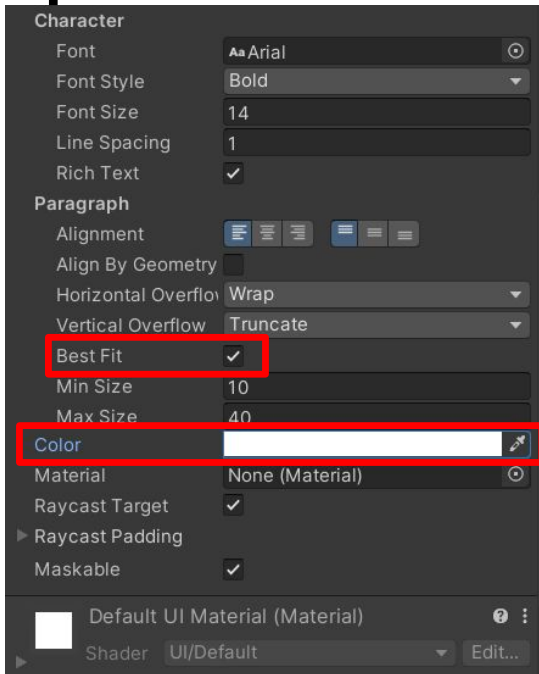 Character
Font Aa Arial
Font Style Bold
Font Size 14
Line Spacing 1
Rich Text
Paragraph
Alignment
Align By Geometry
Horizontal Overflov Wrap
Vertical Overflow Truncate
Best Fit
Min Size 10
Max Size 40
Color
Material None (Material)
Raycast Target
Raycast Padding
Maskable
Default UI Material (Material)
Shader UI/Default Edit...